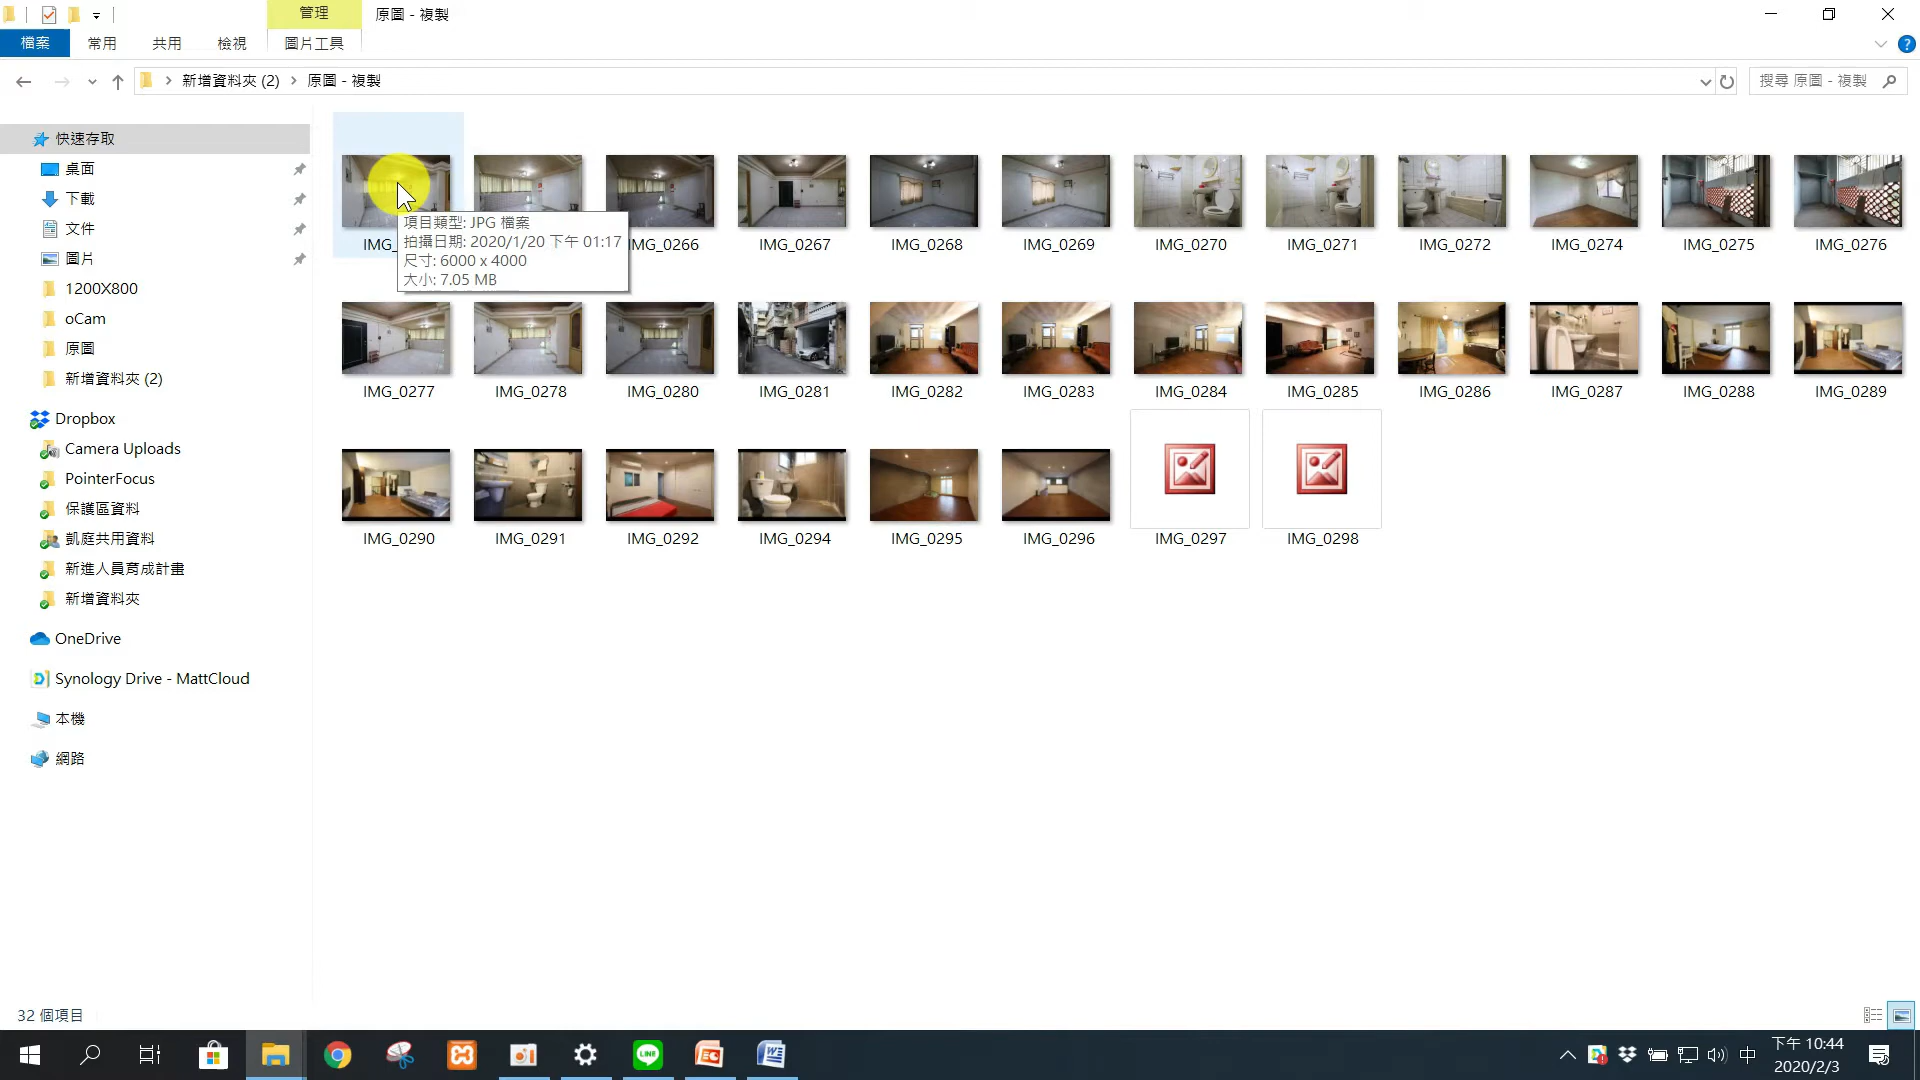 管理
原圖 - 複製
檔案
常用
共用
檢視
圖片工具
新增資料夾 (2)
原圖 - 複製
搜尋 原圖 - 複製
快速存取
桌面
下載
文件
圖片
1200X800
oCam
原圖
新增資料夾 (2)
Dropbox
Camera Uploads
PointerFocus
保護區資料
凱庭共用資料
新進人員育成計畫
新增資料夾
OneDrive
Synology Drive - MattCloud
本機
網路
IMG_
項目類型: JPG 檔案
拍攝日期: 2020/1/20 下午 01:17
尺寸: 6000 x 4000
大小: 7.05 MB
IMG_0266
IMG_0267
IMG_0268
IMG_0269
IMG_0270
IMG_0271
IMG_0272
IMG_0274
IMG_0275
IMG_0276
IMG_0277
IMG_0278
IMG_0280
IMG_0281
IMG_0282
IMG_0283
IMG_0284
IMG_0285
IMG_0286
IMG_0287
IMG_0288
IMG_0289
IMG_0290
IMG_0291
IMG_0292
IMG_0294
IMG_0295
IMG_0296
IMG_0297
IMG_0298
32 個項目
LINE
中
下午 10:44
2020/2/3